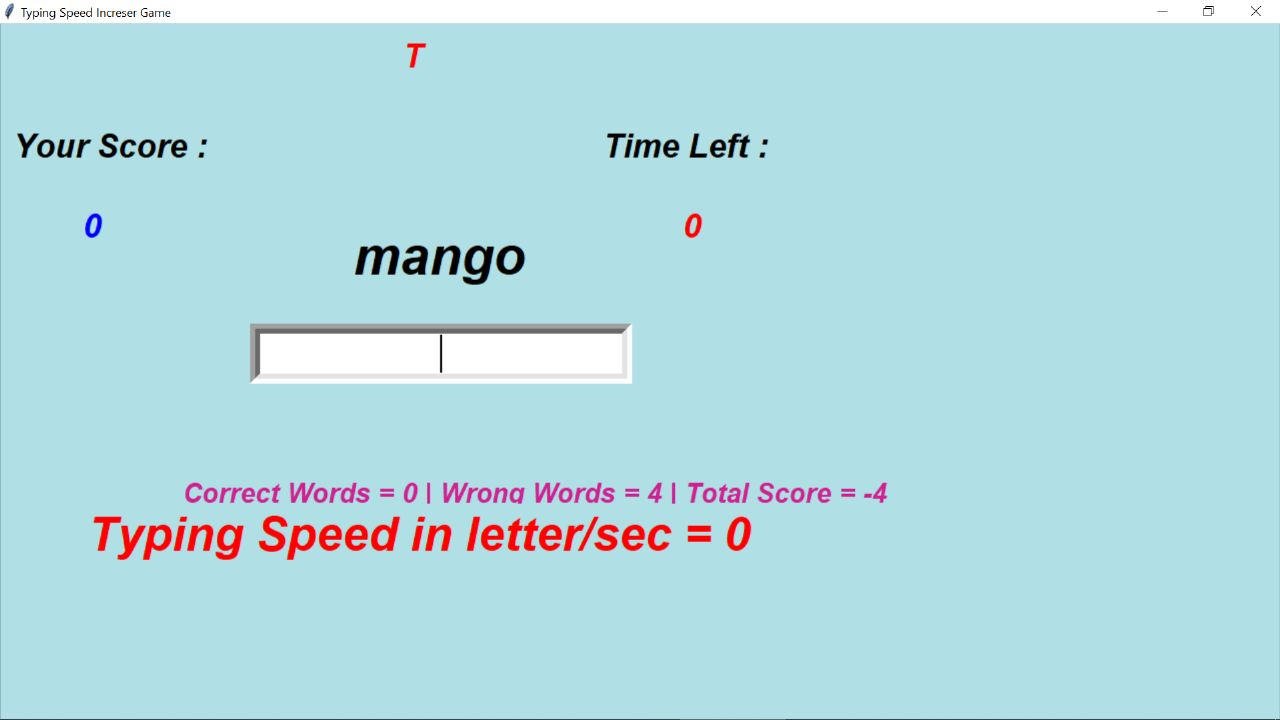 Typing Speed Increser Game
T
Your Score :
Time Left :
0
0
mango
Correct Words = 0 | Wrong Words = 4 | Total Score = -4
Typing Speed in letter/sec = 0